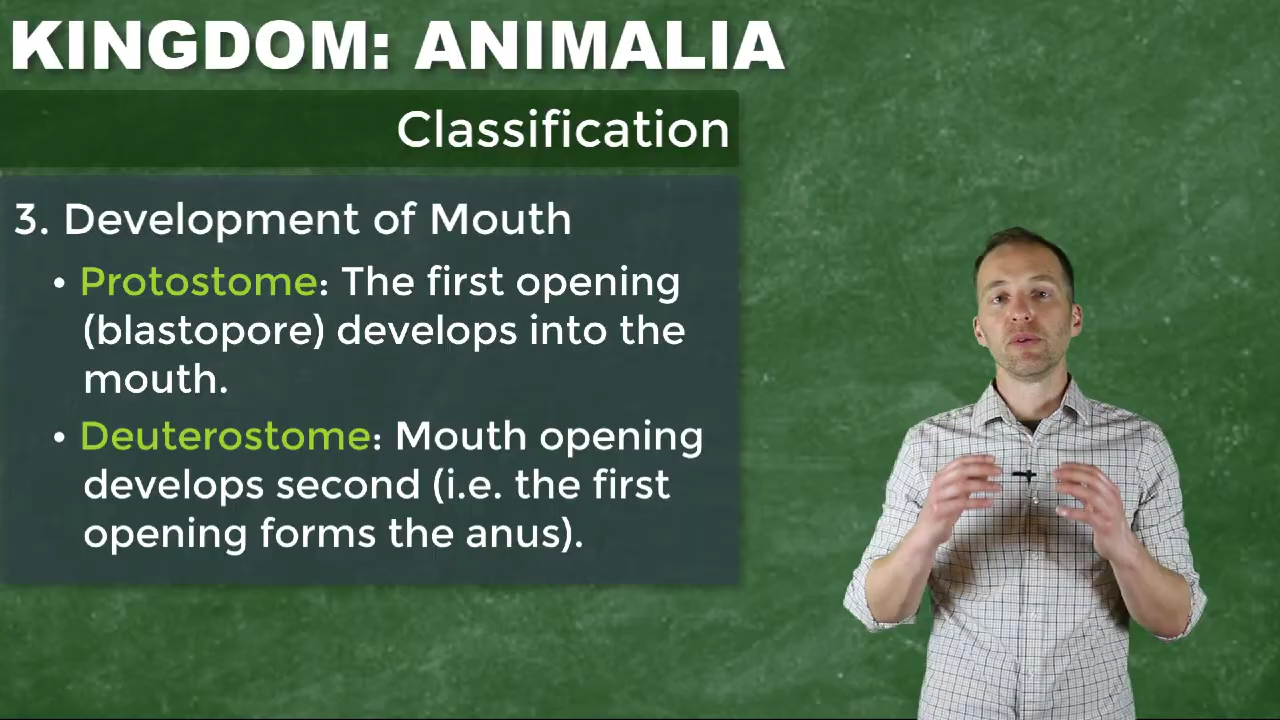 KINGDOM: ANIMALIA
Classification
3. Development of Mouth
• Protostome: The first opening
(blastopore) develops into the
mouth.
• Deuterostome: Mouth opening
develops second (i.e. the first
opening forms the anus).